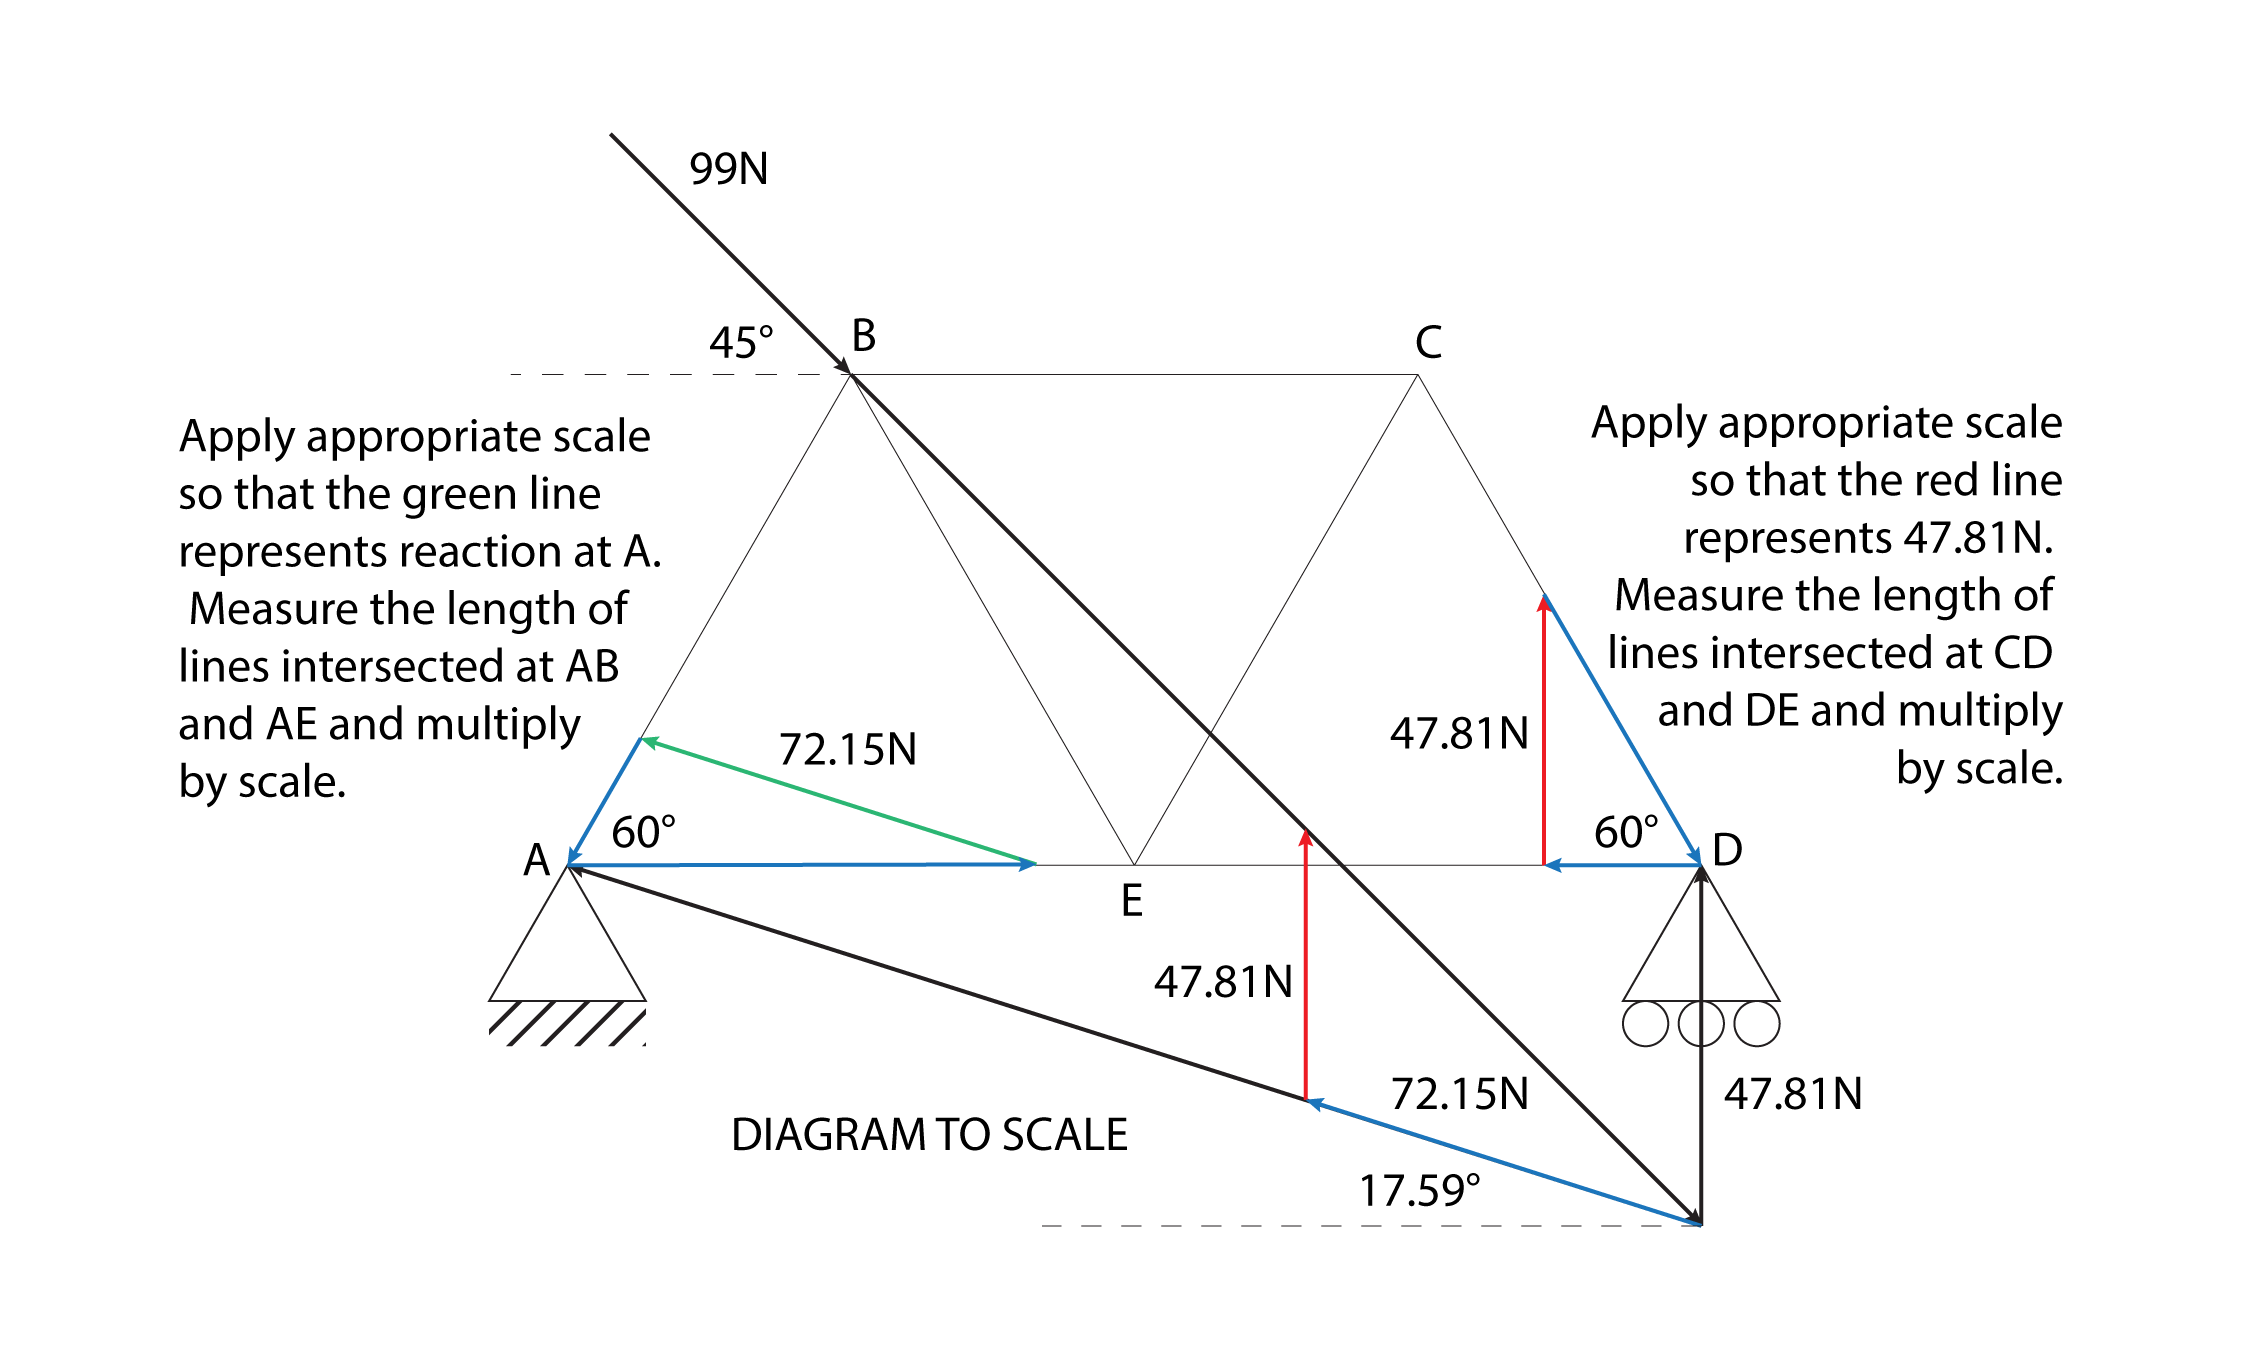 99N
45°
B
C
Apply appropriate scale
so that the green line
represents reaction at A.
Measure the length of
lines intersected at AB
and AE and multiply
by scale.
Apply appropriate scale
so that the red line
represents 47.81N.
Measure the length of
lines intersected at CD
and DE and multiply
by scale.
72.15N
47.81N
60°
60°
A
D
E
47.81N
72.15N
47.81N
DIAGRAM TO SCALE
17.59°